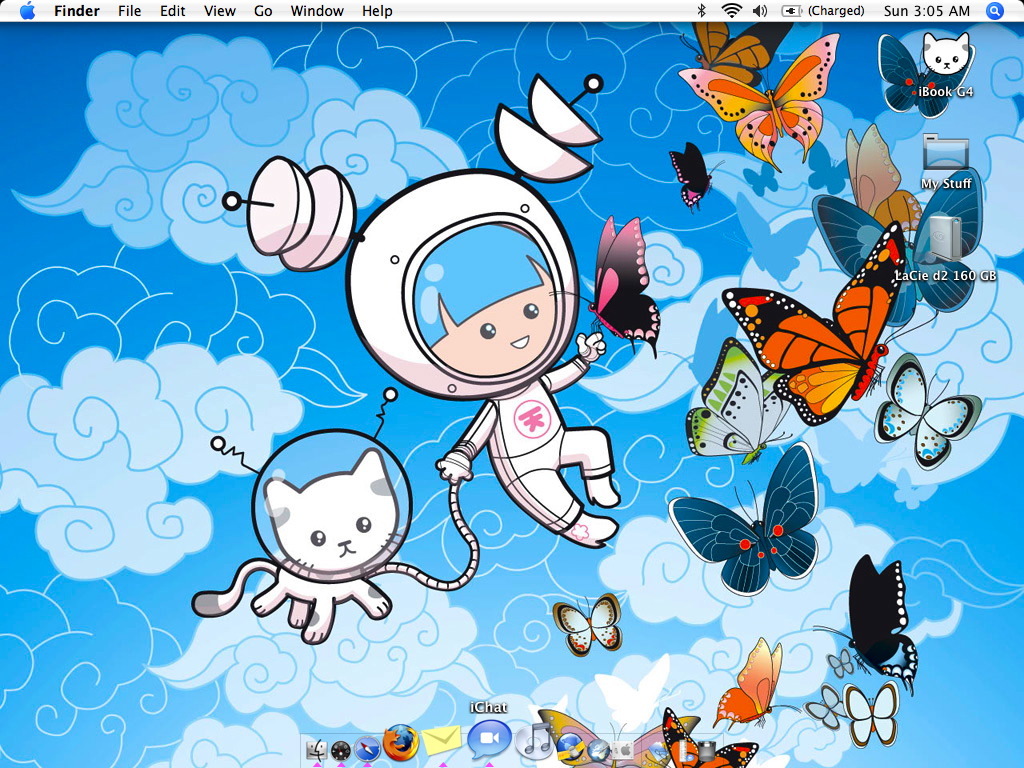 Finder File Edit View Go Window Help (Charged) Sun 3:05 AM
iBook G4
My Stuff
LaCie d2 160 GB
iChat